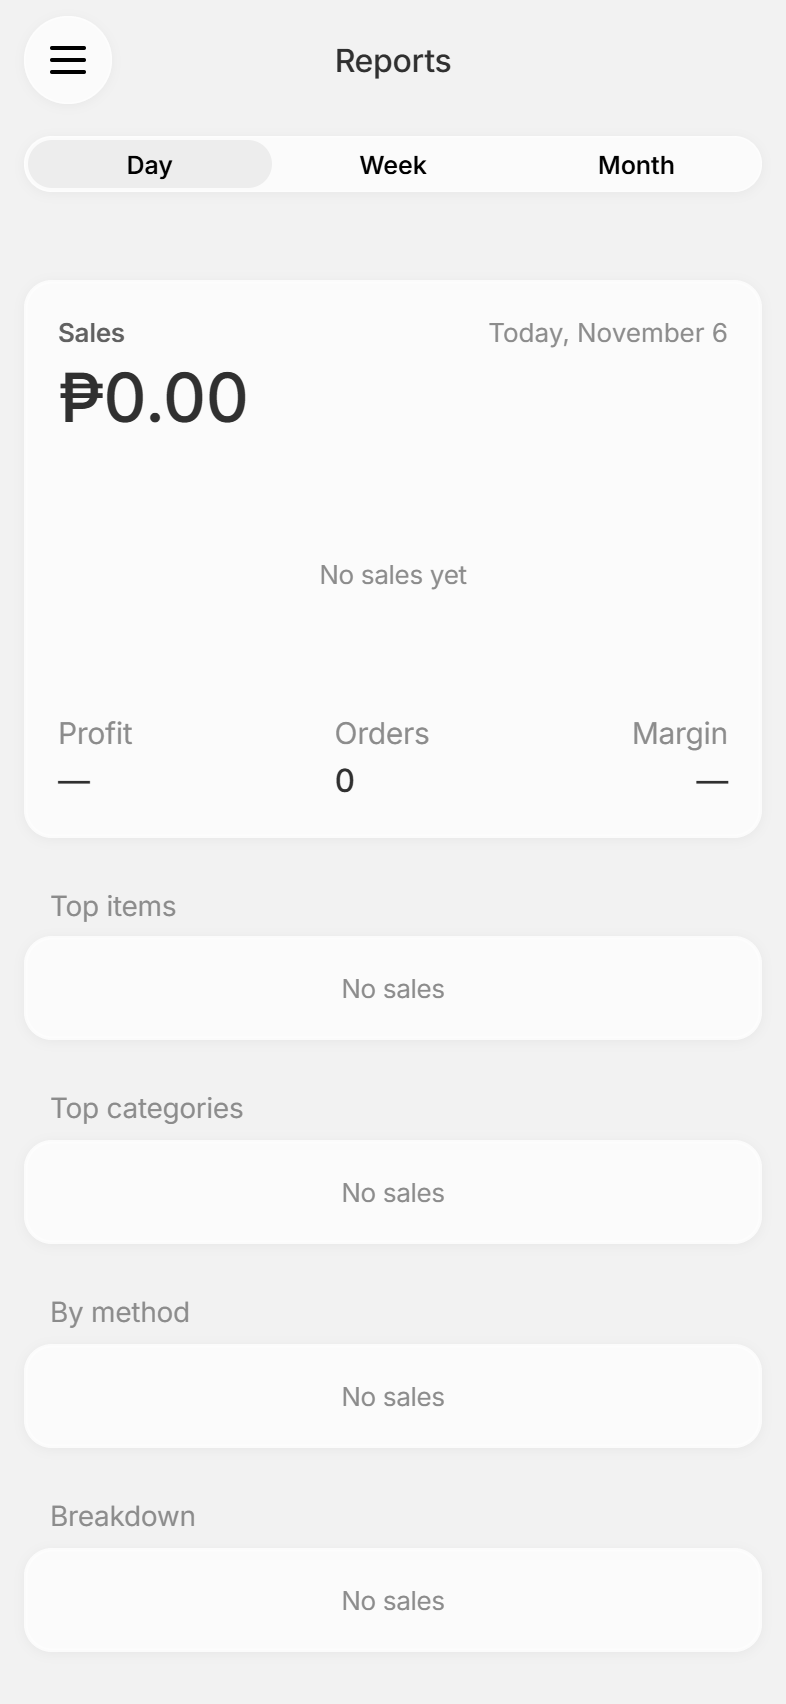 Reports
Day Week Month
Sales Today, November 6
₱0.00
No sales yet
Profit Orders Margin
— 0 —
Top items
No sales
Top categories
No sales
By method
No sales
Breakdown
No sales